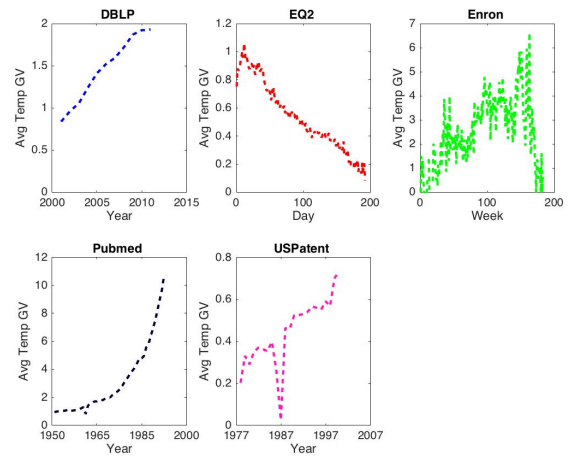 DBLP
Avg Temp GV
2
1.5
1
0.5
0
2000 2005 2010 2015
Year
EQ2
Avg Temp GV
1.2
1
0.8
0.6
0.4
0.2
0
0 100 200
Day
Enron
Avg Temp GV
7
6
5
4
3
2
1
0
0 100 200
Week
Pubmed
Avg Temp GV
12
10
8
6
4
2
0
1950 1965 1985 2000
Year
USPatent
Avg Temp GV
0.8
0.6
0.4
0.2
0
1977 1987 1997 2007
Year